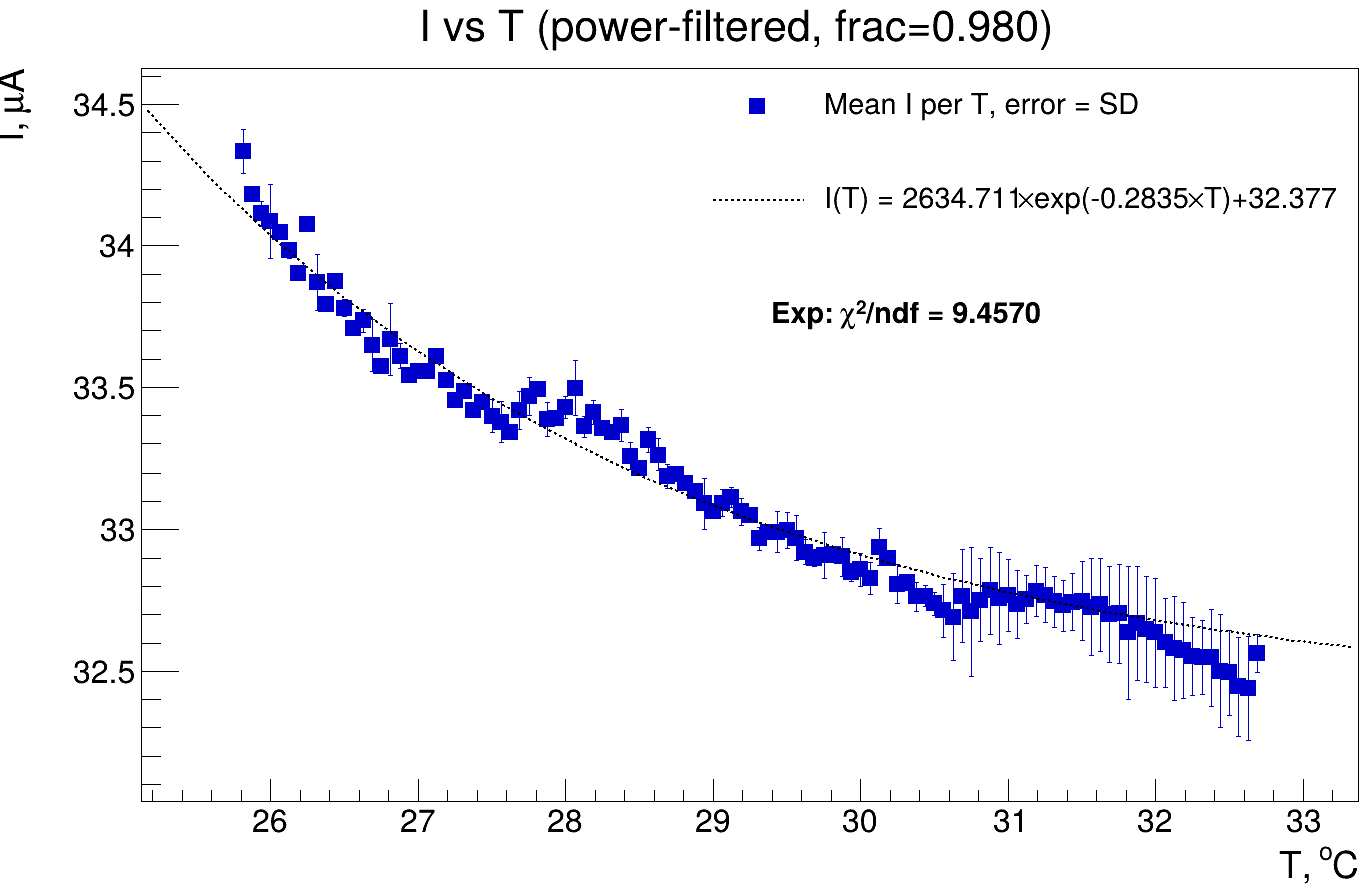 I vs T (power-filtered, frac=0.980)
I, μA
34.5
34
33.5
33
32.5
Mean I per T, error = SD
I(T) = 2634.711×exp(-0.2835×T)+32.377
Exp: χ²/ndf = 9.4570
26 27 28 29 30 31 32 33
T, °C